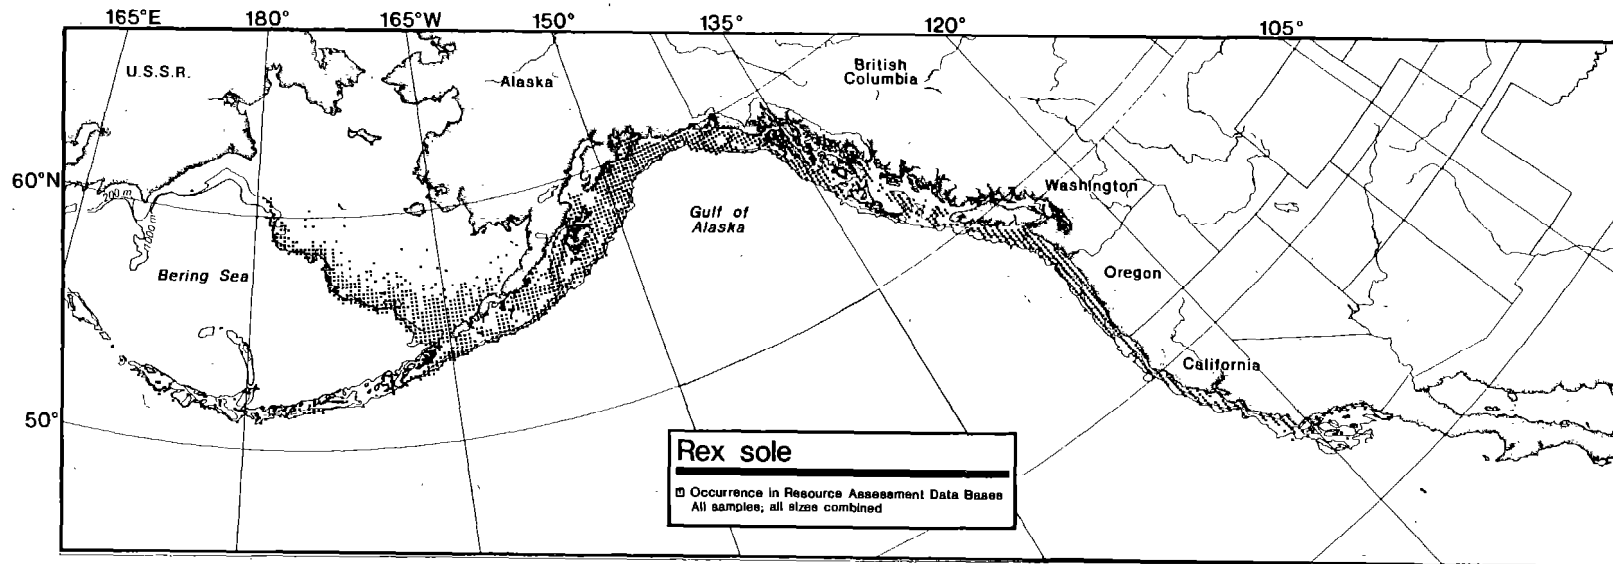 165°E 180° 165°W 150° 135° 120° 105°
U.S.S.R.
Alaska
British
Columbia
60°N
Washington
Gulf of
Alaska
Bering Sea
Oregon
California
50°
Rex sole
Occurrence in Resource Assessment Data Bases
All samples; all sizes combined